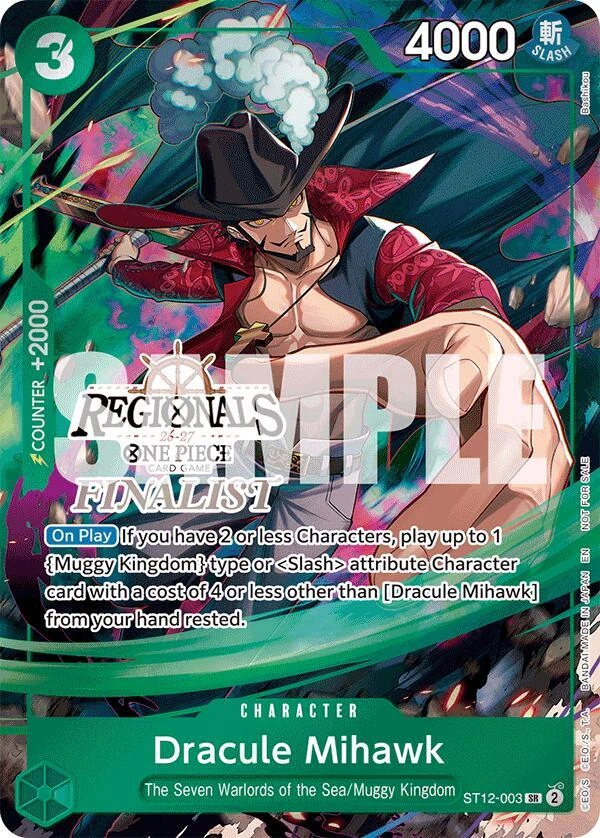 3
4000
斬
SLASH
Bashikou
COUNTER +2000
SAMPLE
REGIONALS
26-27
ONE PIECE
CARD GAME
FINALIST
On Play If you have 2 or less Characters, play up to 1
{Muggy Kingdom} type or <Slash> attribute Character
card with a cost of 4 or less other than [Dracule Mihawk]
from your hand rested.
CHARACTER
Dracule Mihawk
The Seven Warlords of the Sea/Muggy Kingdom
ST12-003 SR 2
©E.O./S. ©E.O./S.,T.A. BANDAI MADE IN JAPAN EN NOT FOR SALE